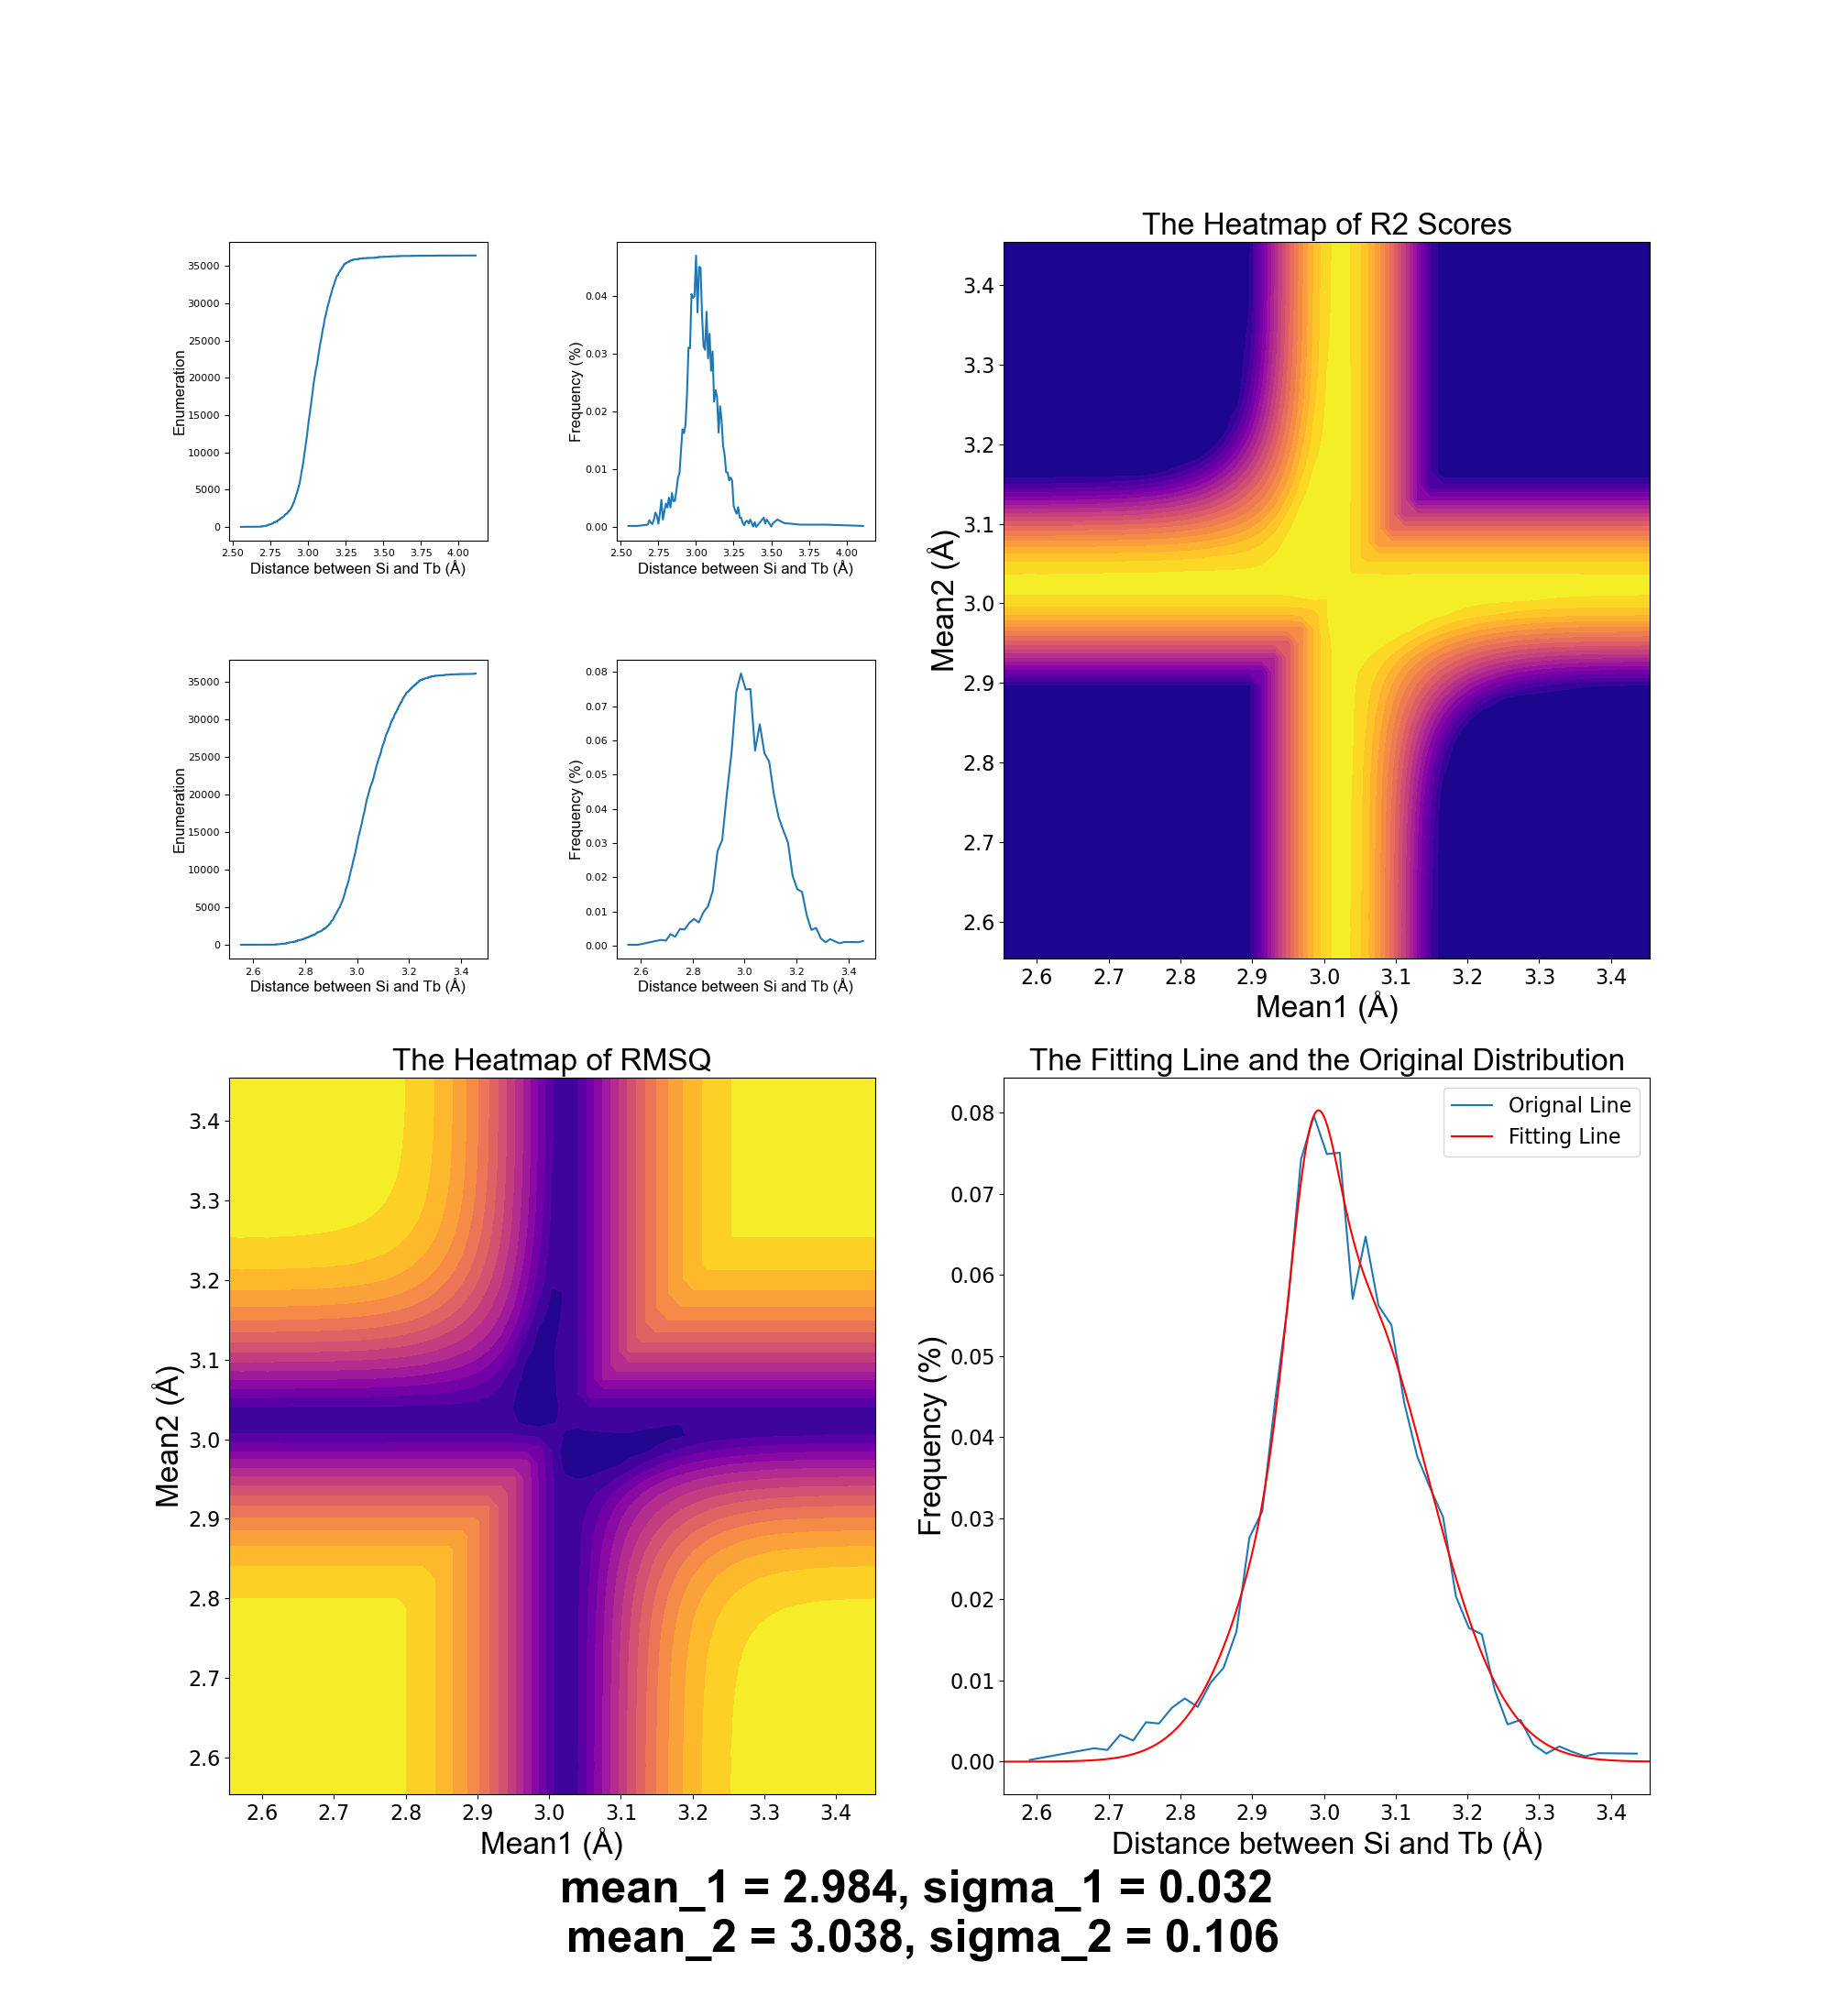 35000
30000
25000
20000
15000
10000
5000
0
Enumeration
2.50 2.75 3.00 3.25 3.50 3.75 4.00
Distance between Si and Tb (Å)
0.04
0.03
0.02
0.01
0.00
Frequency (%)
2.50 2.75 3.00 3.25 3.50 3.75 4.00
Distance between Si and Tb (Å)
The Heatmap of R2 Scores
3.4
3.3
3.2
3.1
3.0
2.9
2.8
2.7
2.6
Mean2 (Å)
2.6 2.7 2.8 2.9 3.0 3.1 3.2 3.3 3.4
Mean1 (Å)
35000
30000
25000
20000
15000
10000
5000
0
Enumeration
2.6 2.8 3.0 3.2 3.4
Distance between Si and Tb (Å)
0.08
0.07
0.06
0.05
0.04
0.03
0.02
0.01
0.00
Frequency (%)
2.6 2.8 3.0 3.2 3.4
Distance between Si and Tb (Å)
The Heatmap of RMSQ
3.4
3.3
3.2
3.1
3.0
2.9
2.8
2.7
2.6
Mean2 (Å)
2.6 2.7 2.8 2.9 3.0 3.1 3.2 3.3 3.4
Mean1 (Å)
The Fitting Line and the Original Distribution
Orignal Line
Fitting Line
0.08
0.07
0.06
0.05
0.04
0.03
0.02
0.01
0.00
Frequency (%)
2.6 2.7 2.8 2.9 3.0 3.1 3.2 3.3 3.4
Distance between Si and Tb (Å)
mean_1 = 2.984, sigma_1 = 0.032
mean_2 = 3.038, sigma_2 = 0.106